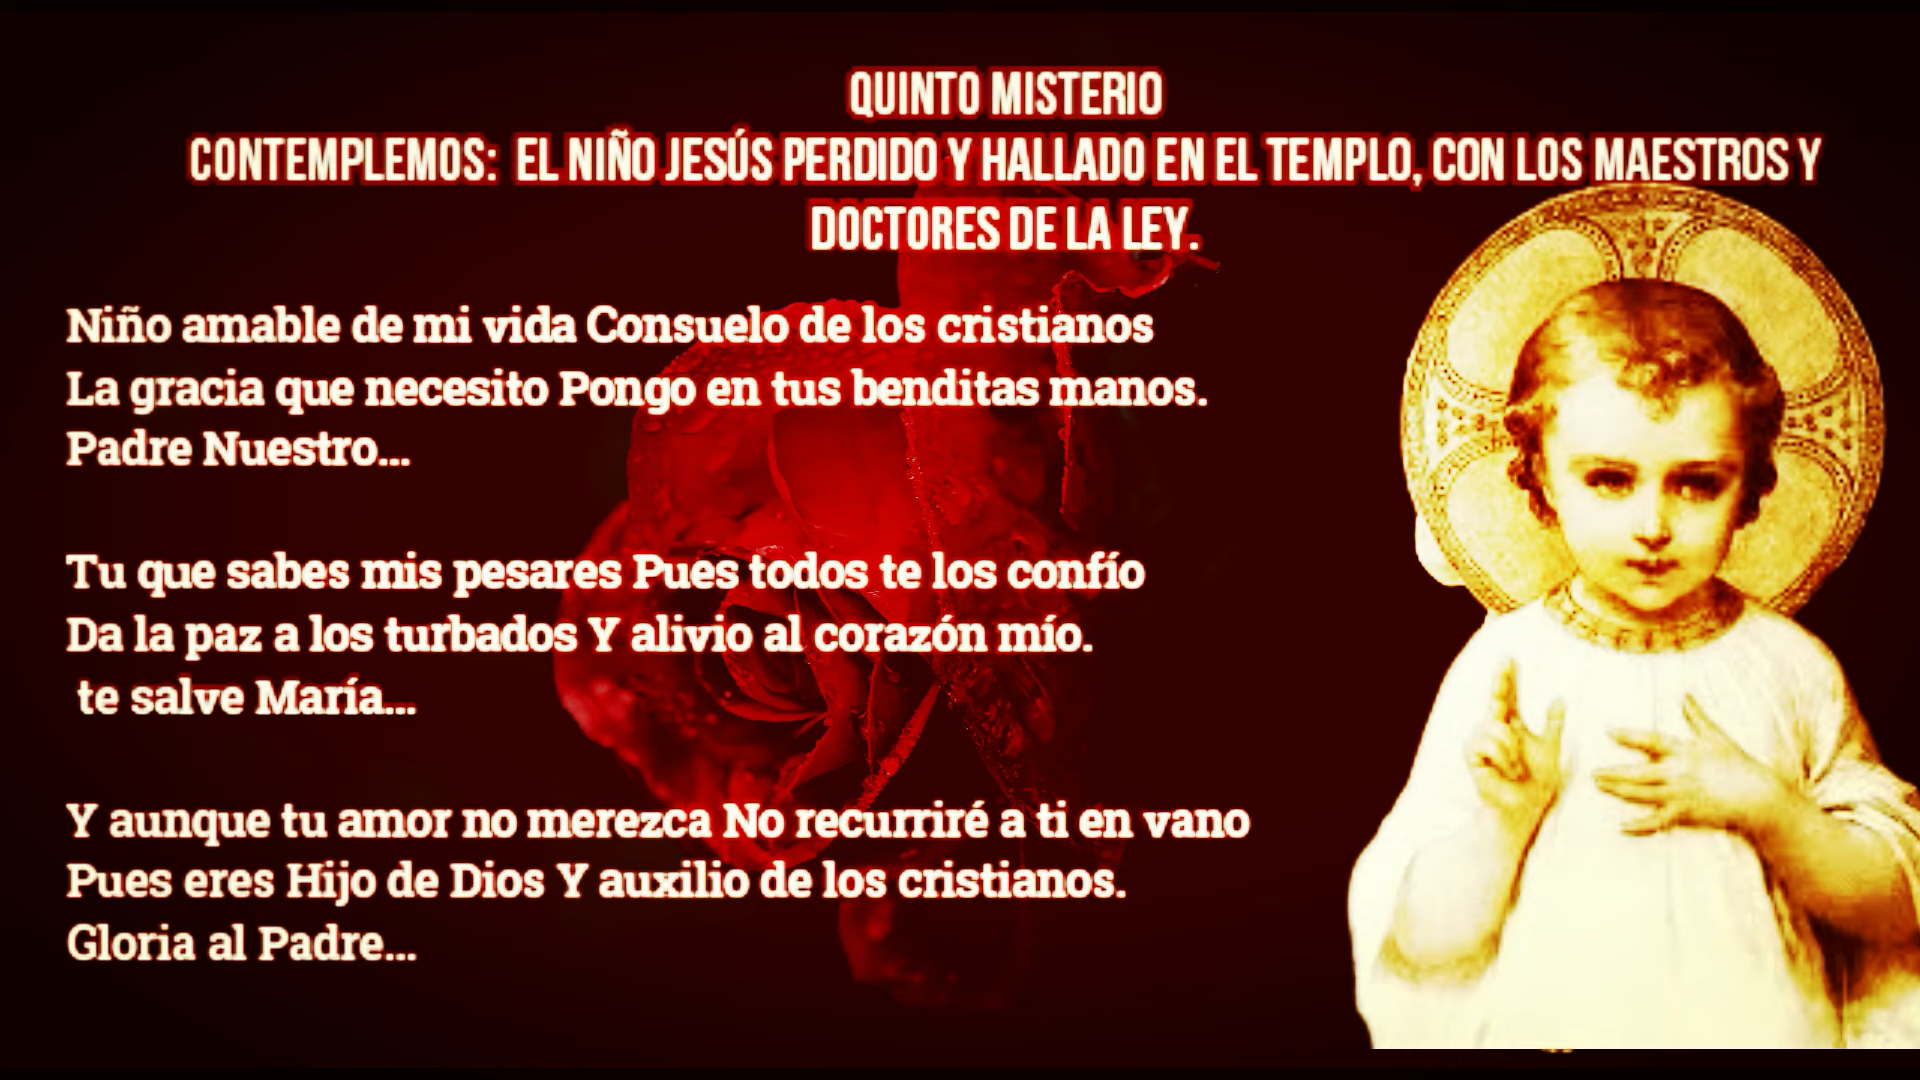 QUINTO MISTERIO
CONTEMPLEMOS: EL NIÑO JESÚS PERDIDO Y HALLADO EN EL TEMPLO, CON LOS MAESTROS Y
DOCTORES DE LA LEY.
Niño amable de mi vida Consuelo de los cristianos
La gracia que necesito Pongo en tus benditas manos.
Padre Nuestro...
Tu que sabes mis pesares Pues todos te los confío
Da la paz a los turbados Y alivio al corazón mío.
te salve María...
Y aunque tu amor no merezca No recurriré a ti en vano
Pues eres Hijo de Dios Y auxilio de los cristianos.
Gloria al Padre...